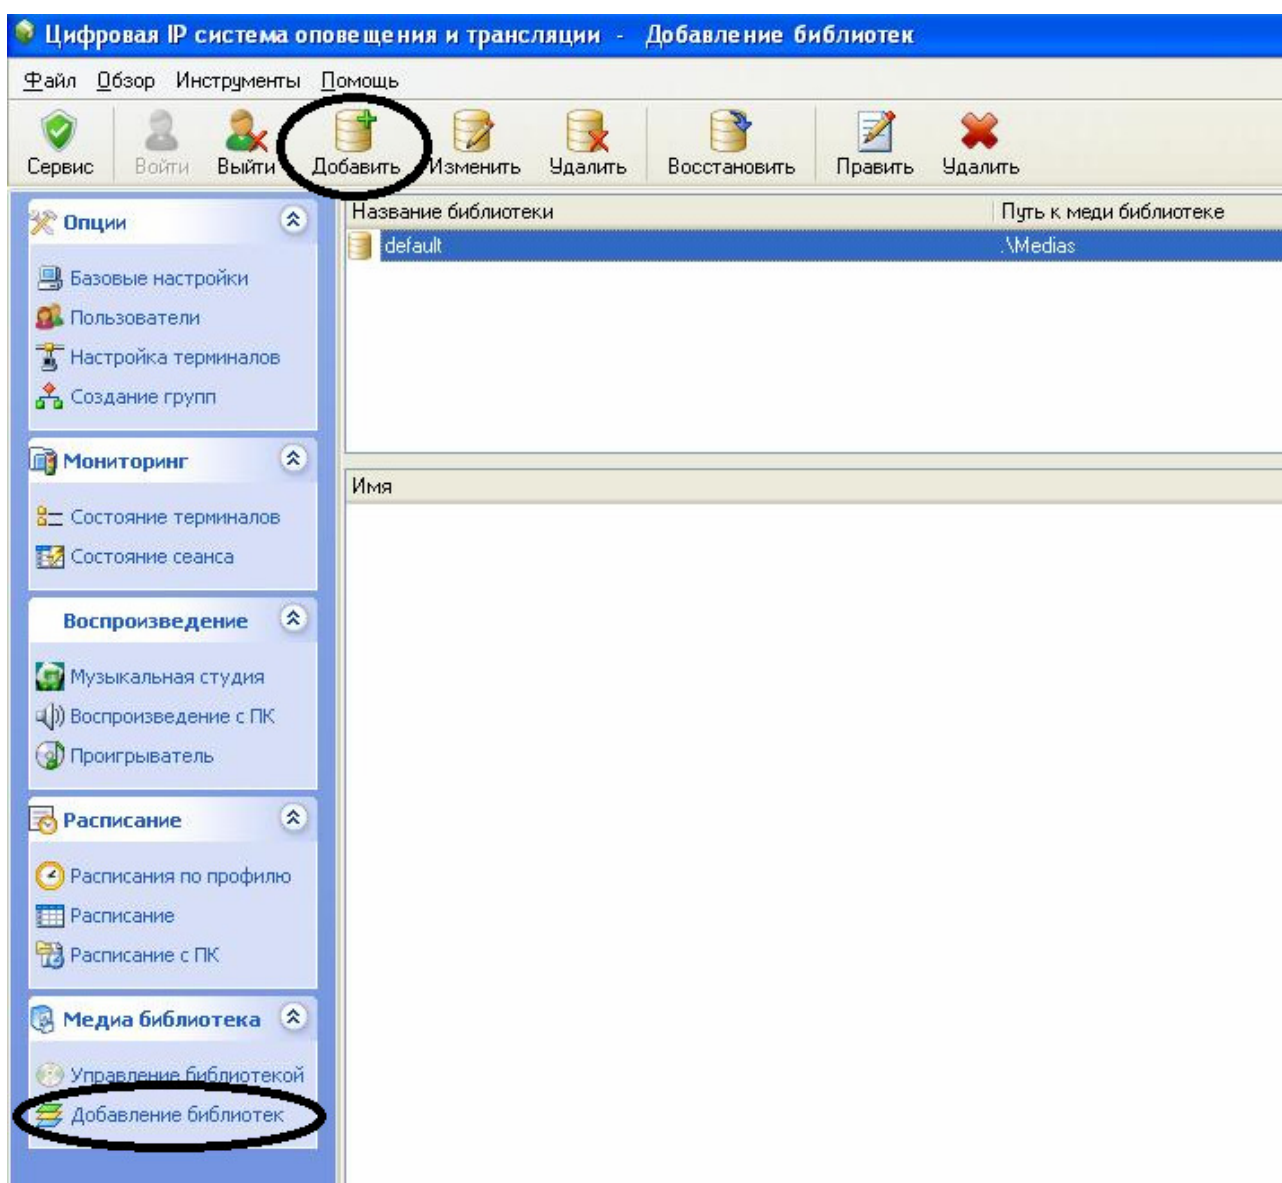 Цифровая IP система оповещения и трансляции - Добавление библиотек
Файл Обзор Инструменты Помощь
Сервис Войти Выйти Добавить Изменить Удалить Восстановить Править Удалить
Название библиотеки Путь к меди библиотеке
default .\Medias
Имя
Опции
Базовые настройки
Пользователи
Настройка терминалов
Создание групп
Мониторинг
Состояние терминалов
Состояние сеанса
Воспроизведение
Музыкальная студия
Воспроизведение с ПК
Проигрыватель
Расписание
Расписания по профилю
Расписание
Расписание с ПК
Медиа библиотека
Управление библиотекой
Добавление библиотек